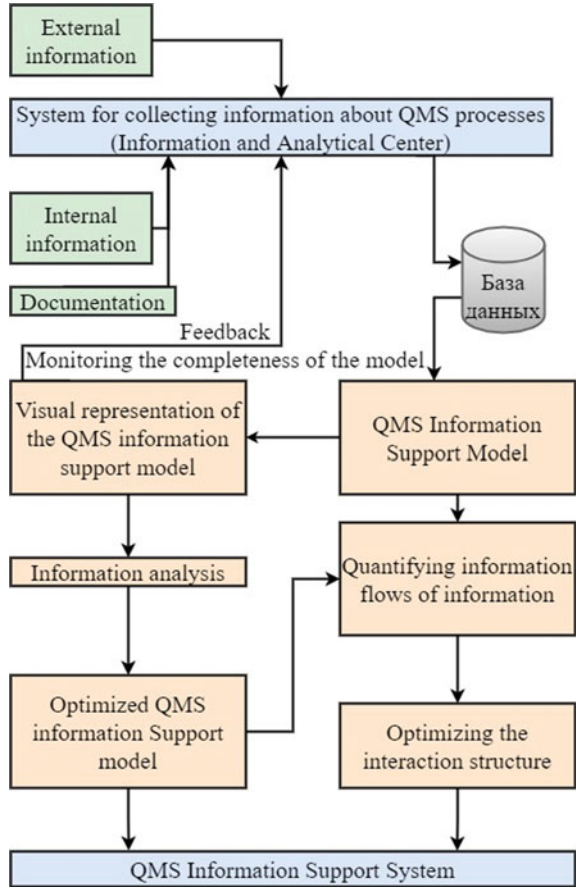 External
information
System for collecting information about QMS processes
(Information and Analytical Center)
Internal
information
Documentation
База
данных
Feedback
Monitoring the completeness of the model
Visual representation of
the QMS information
support model
QMS Information
Support Model
Information analysis
Quantifying information
flows of information
Optimized QMS
information Support
model
Optimizing the
interaction structure
QMS Information Support System